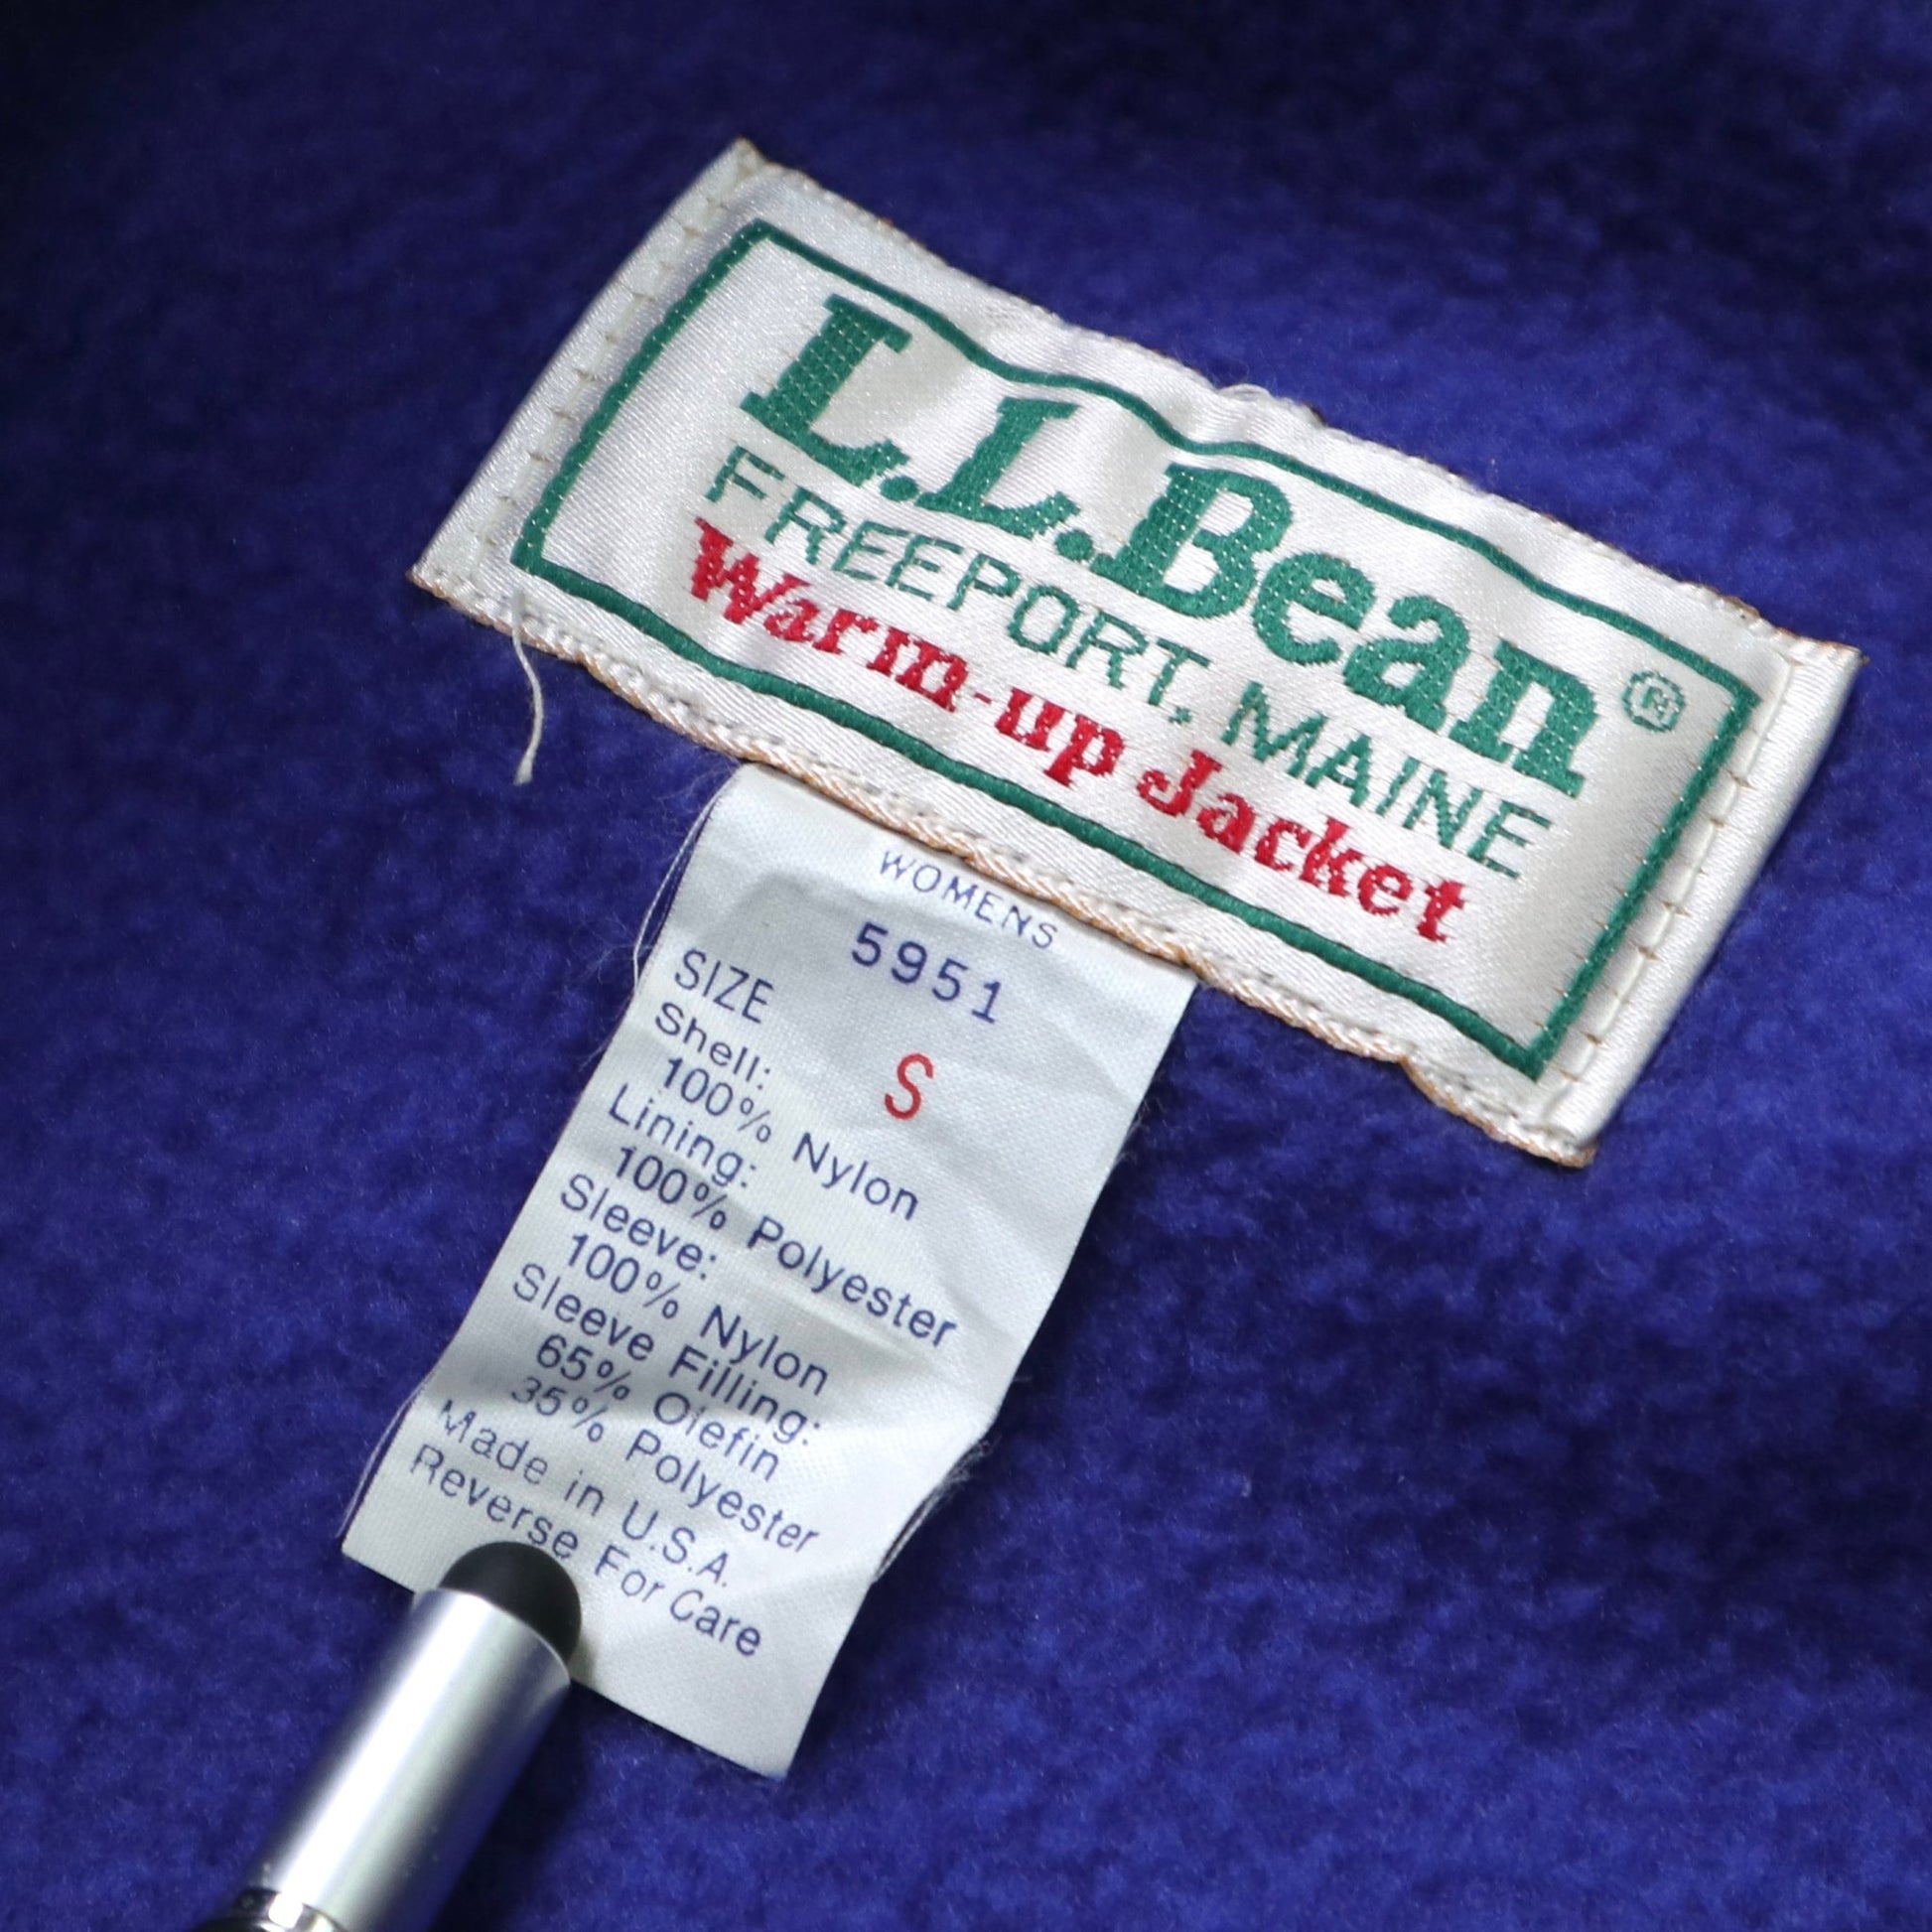 L.L.Bean®
FREEPORT, MAINE
Warm-up Jacket
WOMENS
5951
SIZE
S
Shell:
100% Nylon
Lining:
100% Polyester
Sleeve:
100% Nylon
Sleeve Filling:
65% Olefin
35% Polyester
Made in U.S.A.
Reverse For Care